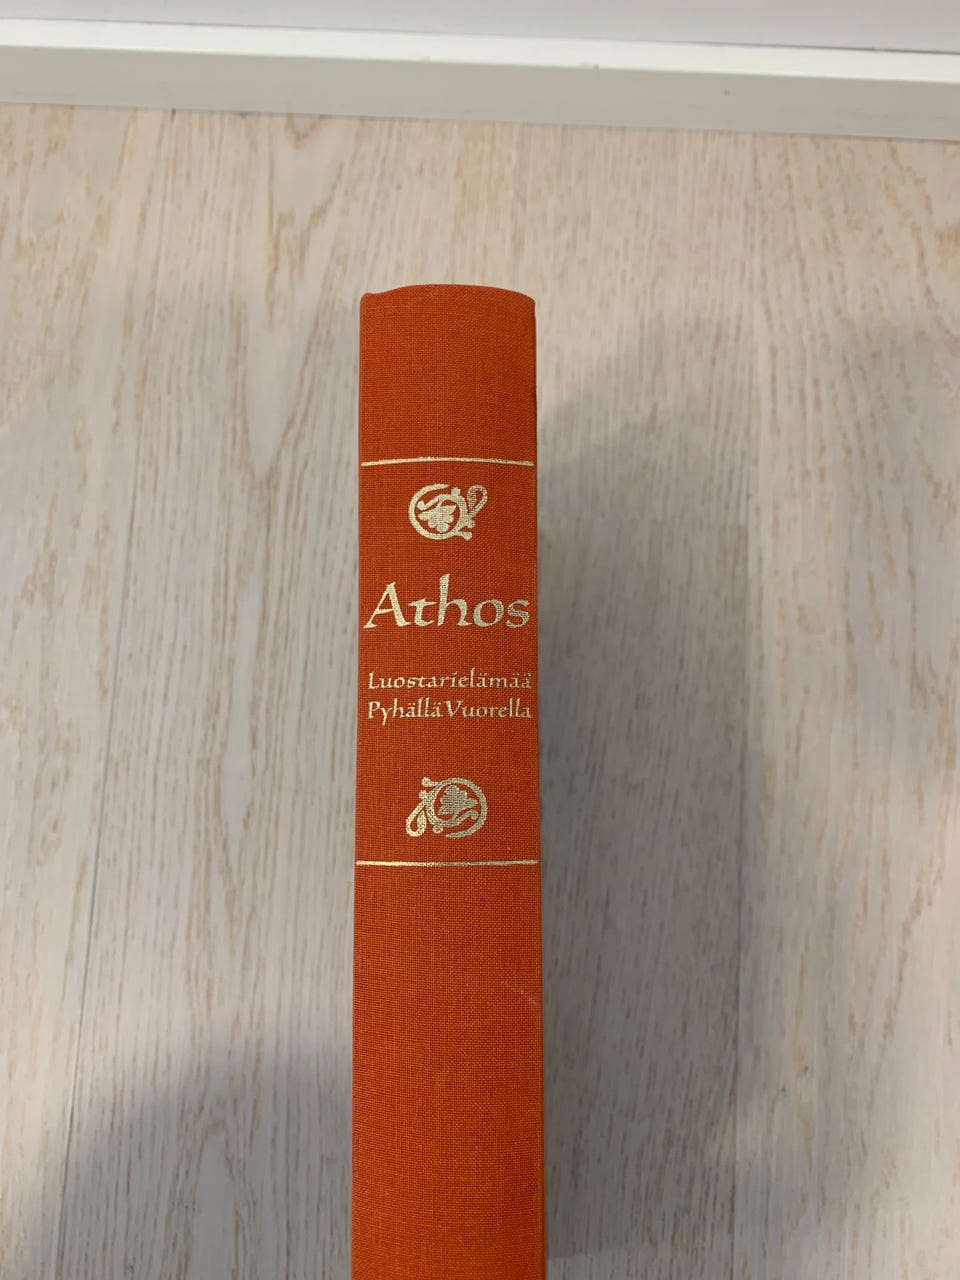 Athos
Luostarielämää
Pyhällä Vuorella